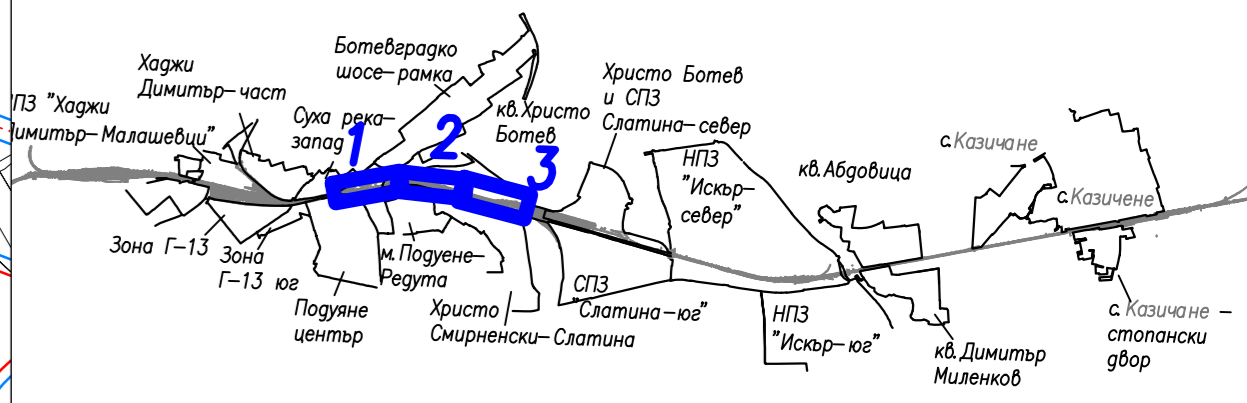 Хаджи
Димитър-част
Ботевградско
шосе-рамка
ПЗ "Хаджи
Димитър-Малашевци"
Суха река-
запад
1
2
3
кв.Христо
Ботев
Христо Ботев
и СПЗ
Слатина-север
НПЗ
"Искър-
север"
кв.Абдовица
с.Казичане
с.Казичене
Зона Г-13
Зона
Г-13 юг
Подуяне
център
м.Подуене-
Редута
Христо
Смирненски-Слатина
СПЗ
"Слатина-юг"
НПЗ
"Искър-юг"
кв.Димитър
Миленков
с.Казичане -
стопански
двор